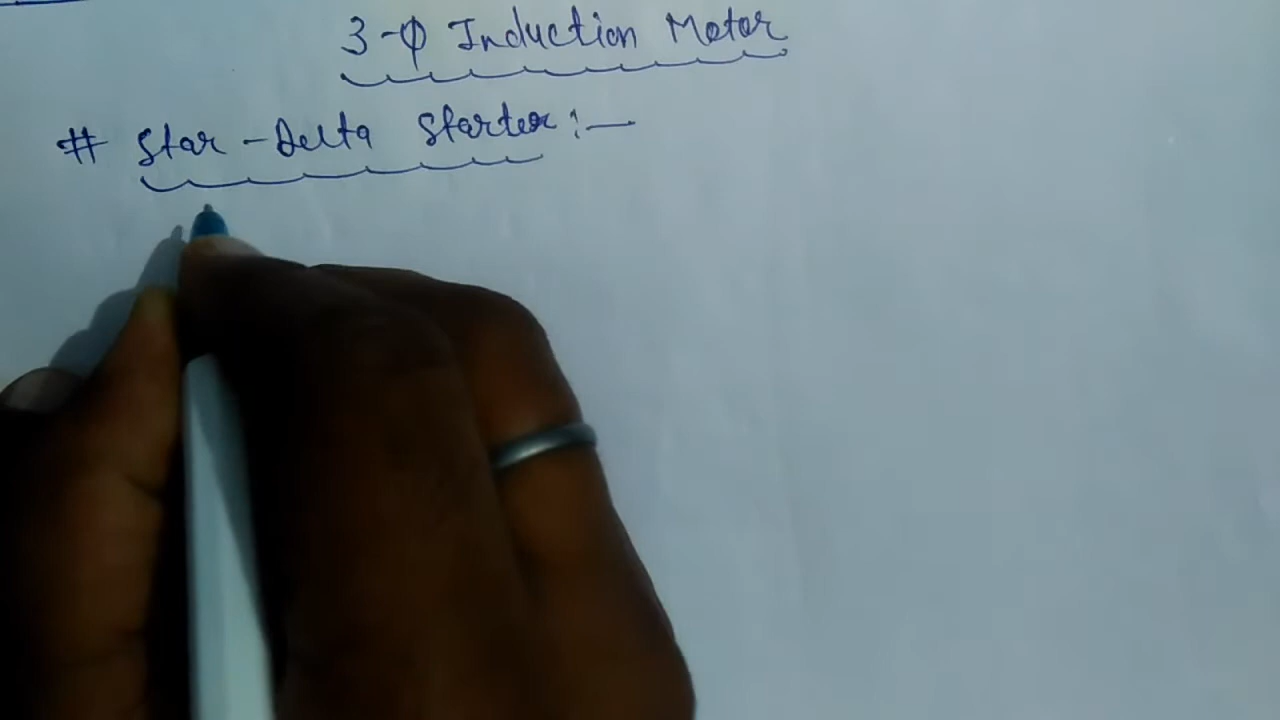 3-φ Induction Motor
# Star-Delta Starter :—